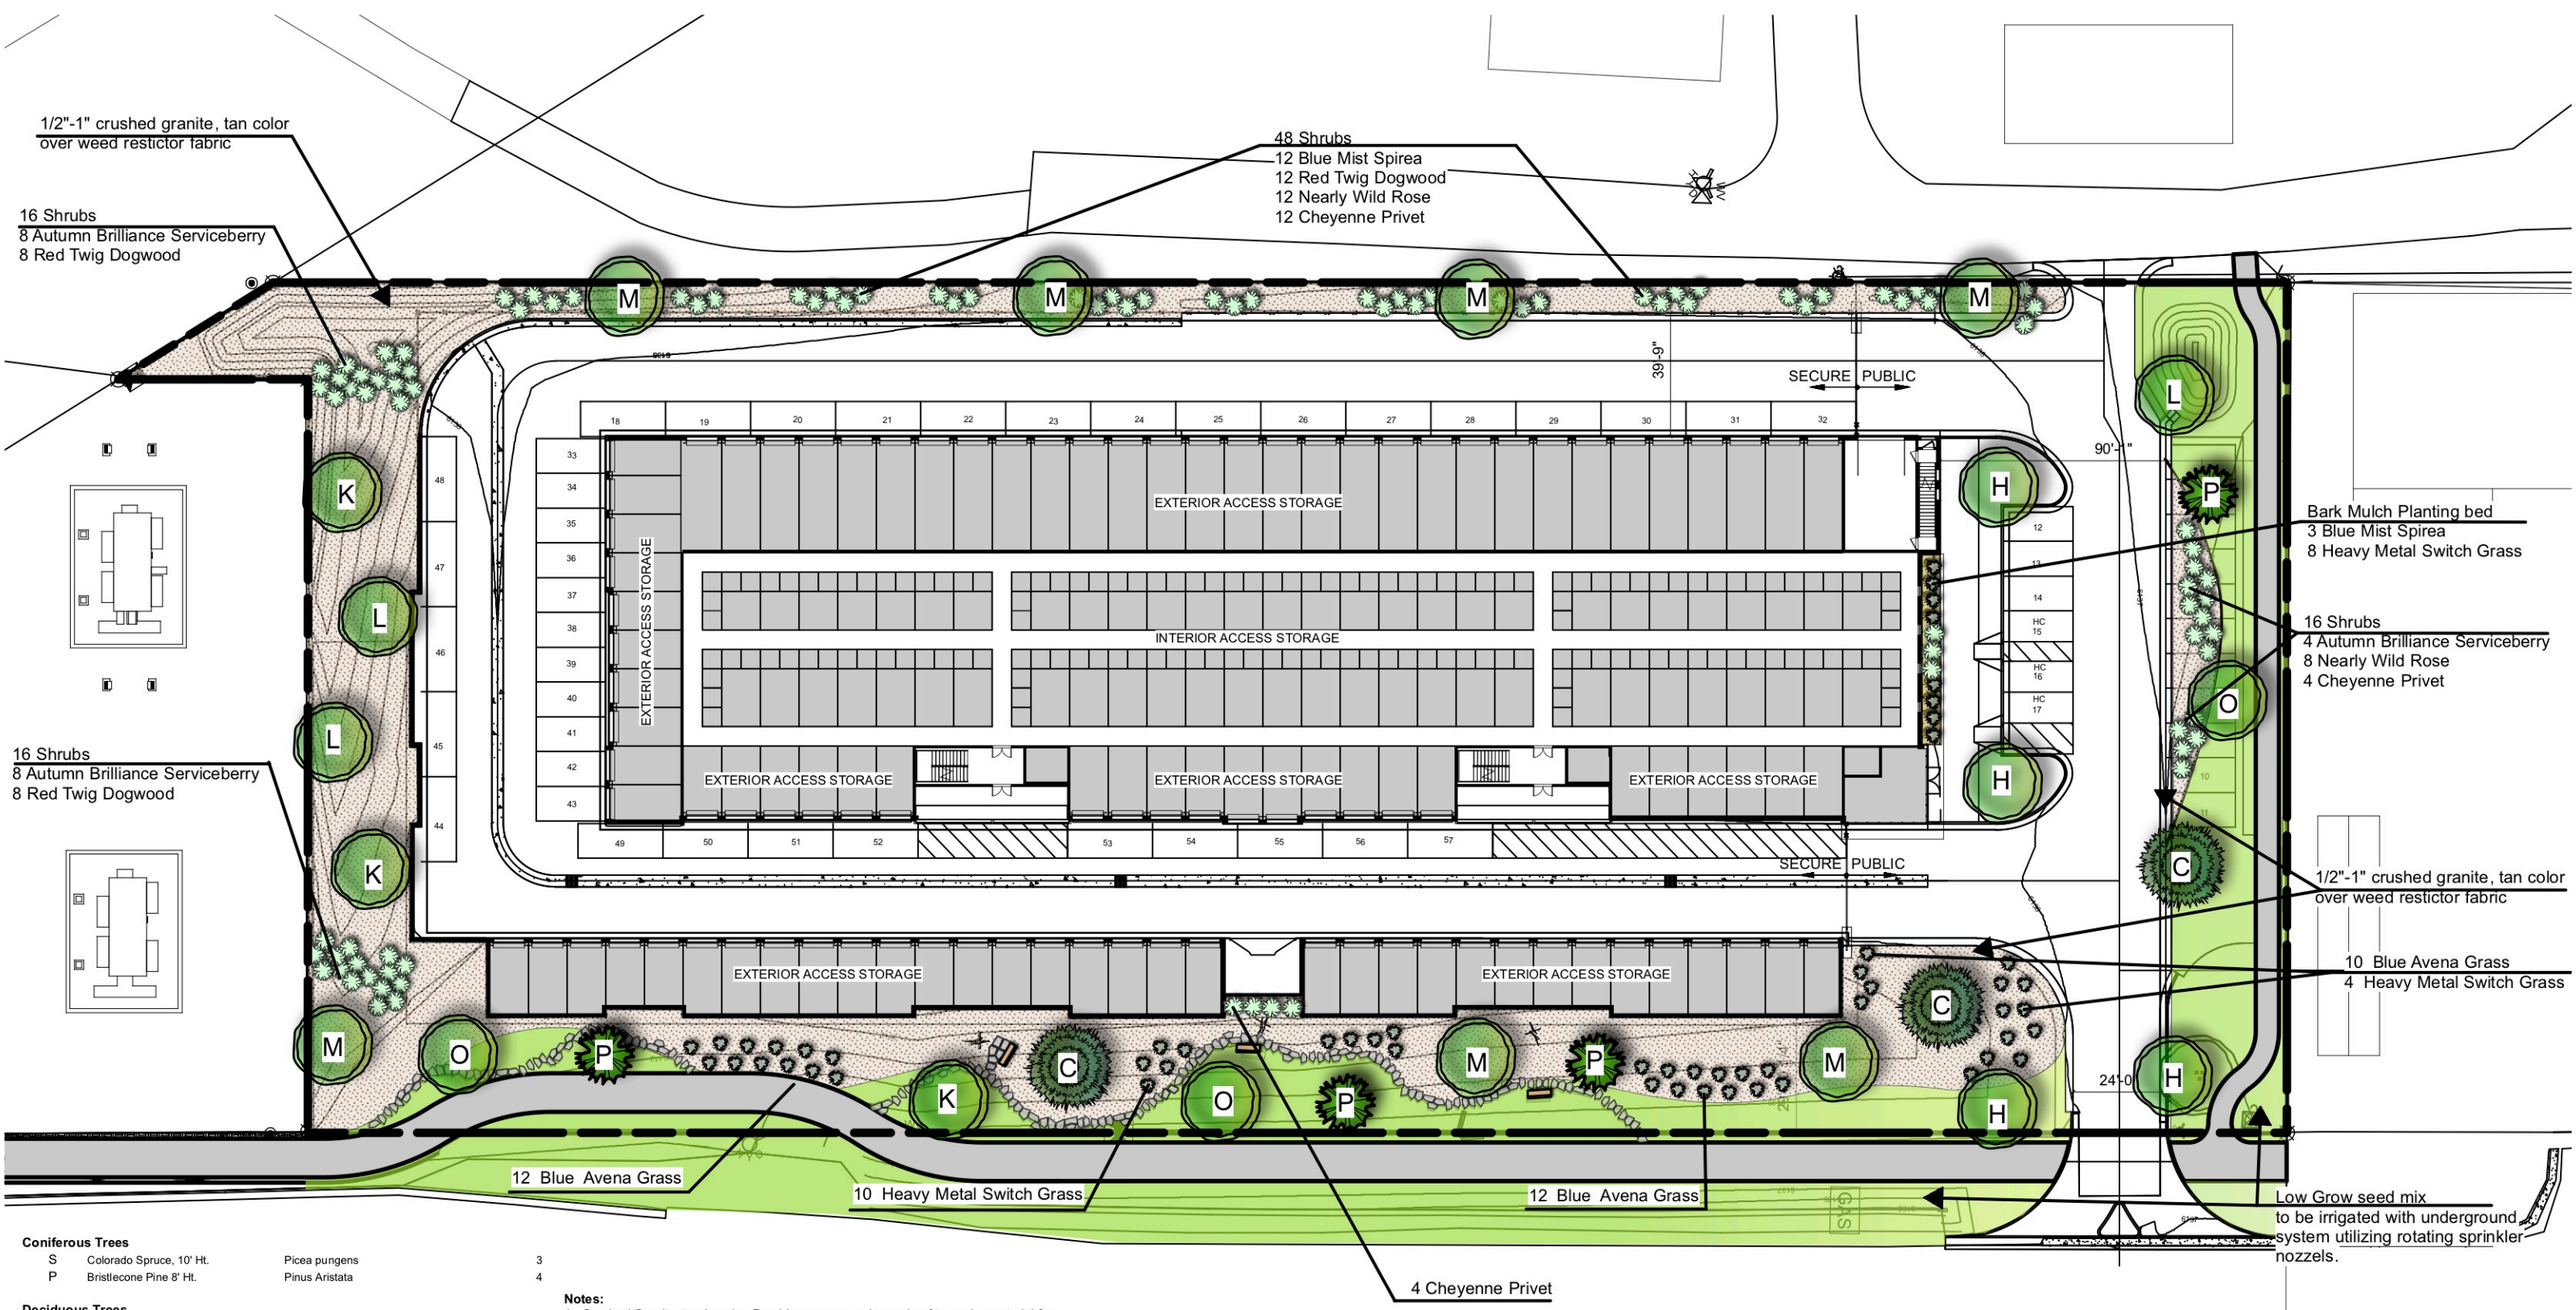 1/2"-1" crushed granite, tan color
over weed restictor fabric
16 Shrubs
8 Autumn Brilliance Serviceberry
8 Red Twig Dogwood
48 Shrubs
12 Blue Mist Spirea
12 Red Twig Dogwood
12 Nearly Wild Rose
12 Cheyenne Privet
M
M
M
M
39'-9"
SECURE PUBLIC
L
18 19 20 21 22 23 24 25 26 27 28 29 30 31 32
90'-1"
K
48
33
34
35
36
37
38
39
40
41
42
43
EXTERIOR ACCESS STORAGE
EXTERIOR ACCESS STORAGE
H
P
12
13
14
HC
15
HC
16
HC
17
Bark Mulch Planting bed
3 Blue Mist Spirea
8 Heavy Metal Switch Grass
47
L
INTERIOR ACCESS STORAGE
16 Shrubs
4 Autumn Brilliance Serviceberry
8 Nearly Wild Rose
4 Cheyenne Privet
46
O
L
45
16 Shrubs
8 Autumn Brilliance Serviceberry
8 Red Twig Dogwood
EXTERIOR ACCESS STORAGE
EXTERIOR ACCESS STORAGE
EXTERIOR ACCESS STORAGE
H
10
11
44
49 50 51 52 53 54 55 56 57
SECURE PUBLIC
K
C
1/2"-1" crushed granite, tan color
over weed restictor fabric
EXTERIOR ACCESS STORAGE
EXTERIOR ACCESS STORAGE
10 Blue Avena Grass
4 Heavy Metal Switch Grass
C
M
O
P
C
M
P
M
K
O
P
H
H
24'-0
12 Blue Avena Grass
10 Heavy Metal Switch Grass
12 Blue Avena Grass
GAS
Low Grow seed mix
to be irrigated with underground
system utilizing rotating sprinkler
nozzels.
4 Cheyenne Privet
Coniferous Trees
S Colorado Spruce, 10' Ht. Picea pungens 3
P Bristlecone Pine 8' Ht. Pinus Aristata 4
Deciduous Trees
Notes: